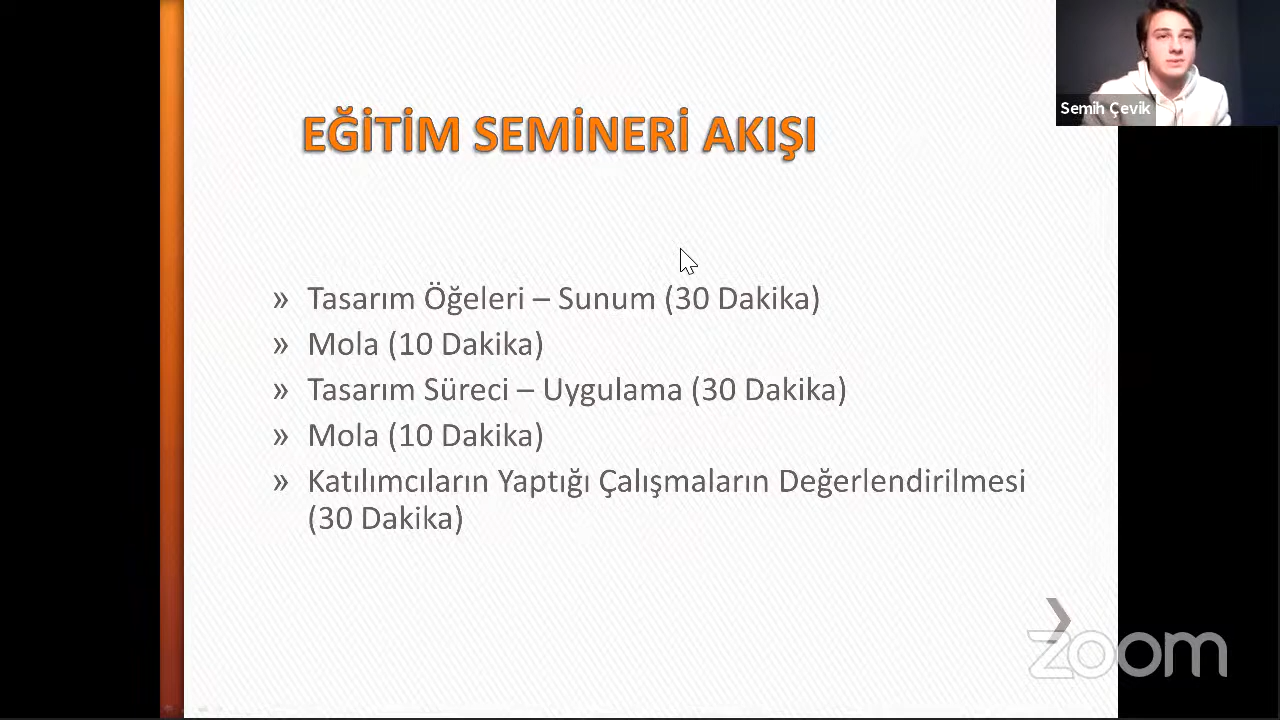 EĞİTİM SEMİNERİ AKIŞI
Semih Çevik
» Tasarım Öğeleri – Sunum (30 Dakika)
» Mola (10 Dakika)
» Tasarım Süreci – Uygulama (30 Dakika)
» Mola (10 Dakika)
» Katılımcıların Yaptığı Çalışmaların Değerlendirilmesi
(30 Dakika)
zoom